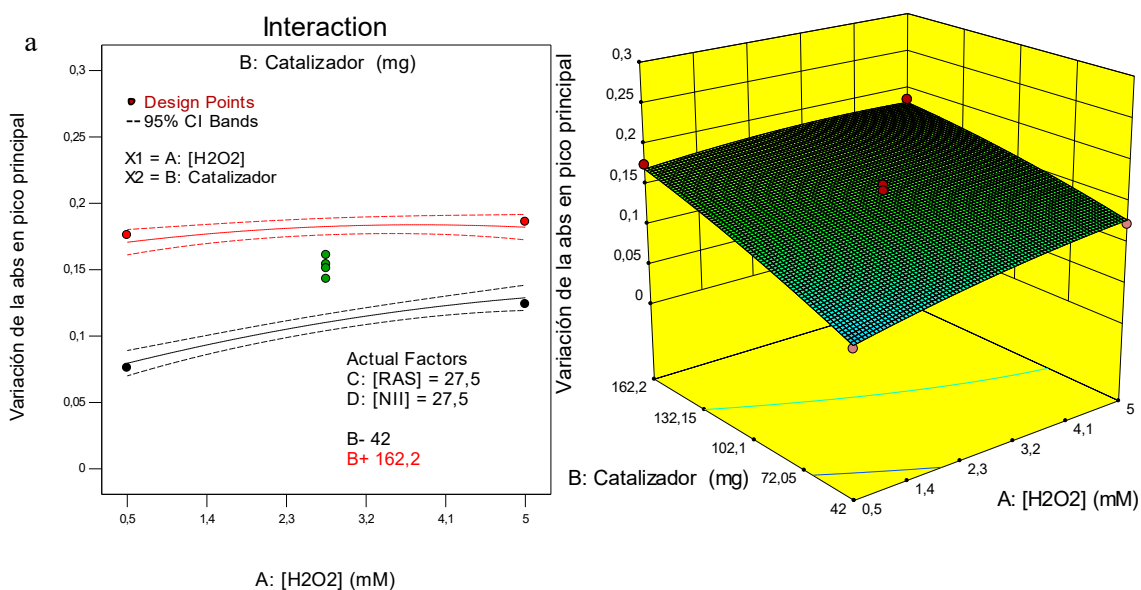 a
Interaction
B: Catalizador (mg)
Design Points
95% CI Bands
X1 = A: [H2O2]
X2 = B: Catalizador
Variación de la abs en pico principal
0,3
0,25
0,2
0,15
0,1
0,05
0
Actual Factors
C: [RAS] = 27,5
D: [NII] = 27,5
B- 42
B+ 162,2
0,5 1,4 2,3 3,2 4,1 5
A: [H2O2] (mM)
Variación de la abs en pico principal
0,3
0,25
0,2
0,15
0,1
0,05
0
162,2
132,15
102,1
72,05
42
B: Catalizador (mg)
0,5
1,4
2,3
3,2
4,1
5
A: [H2O2] (mM)